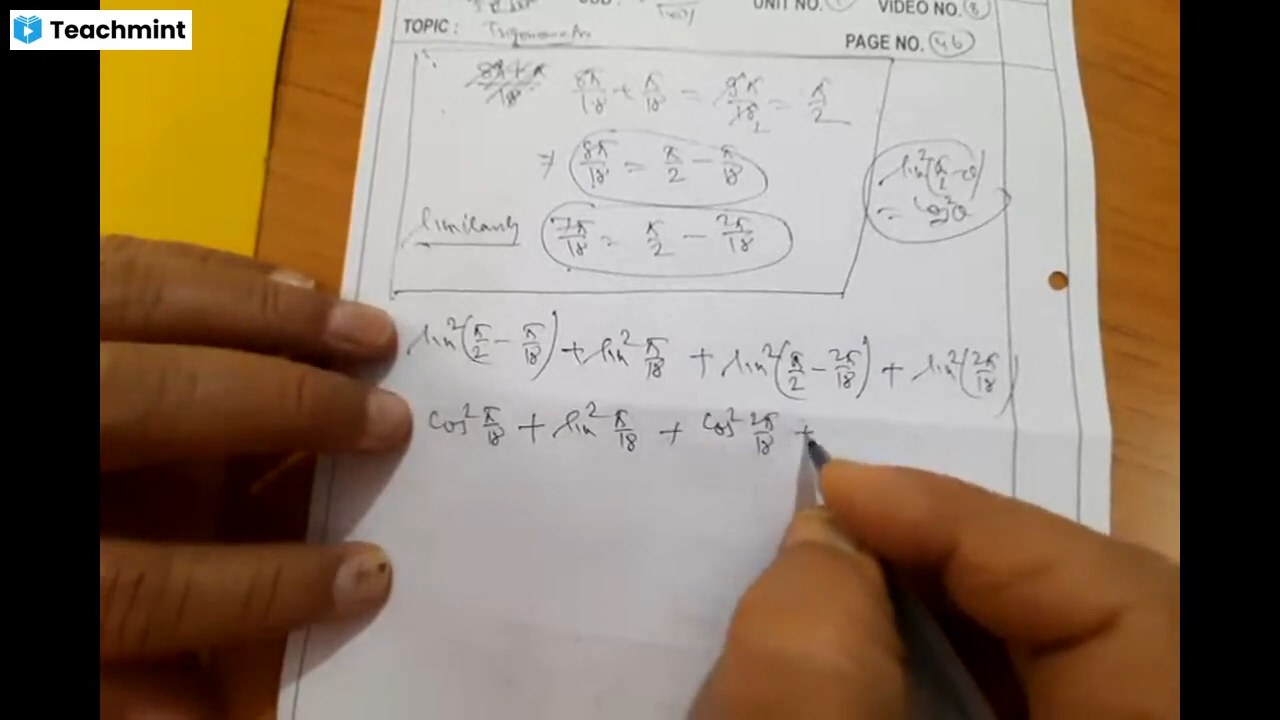 Teachmint
UNIT NO. VIDEO NO. 8
TOPIC : Trigonometry
PAGE NO. 46
8π/18 + π/18 = 9π/18 = π/2
⇒ 8π/18 = π/2 − π/18
similarly 7π/18 = π/2 − 2π/18
sin²(π/2 − θ)
= cos²θ
sin²(π/2 − π/18) + sin² π/18 + sin²(π/2 − 2π/18) + sin²(2π/18)
cos² π/18 + sin² π/18 + cos² 2π/18 +